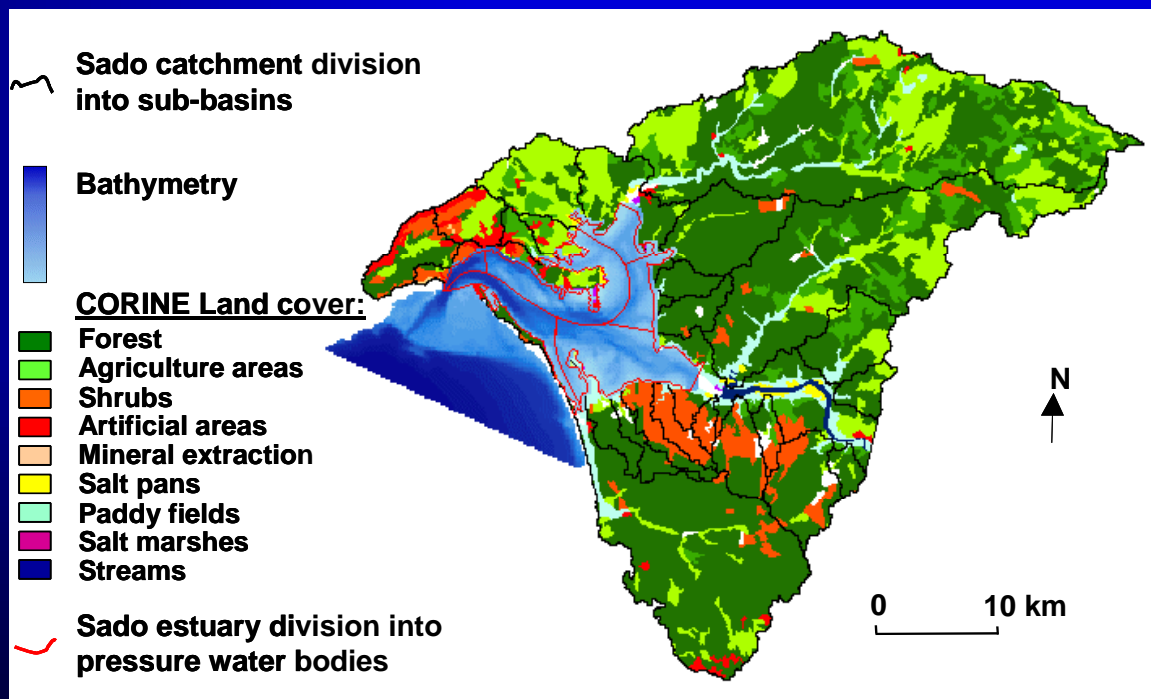 Sado catchment division
into sub-basins
Bathymetry
CORINE Land cover:
Forest
Agriculture areas
Shrubs
Artificial areas
Mineral extraction
Salt pans
Paddy fields
Salt marshes
Streams
Sado estuary division into
pressure water bodies
N
0 10 km